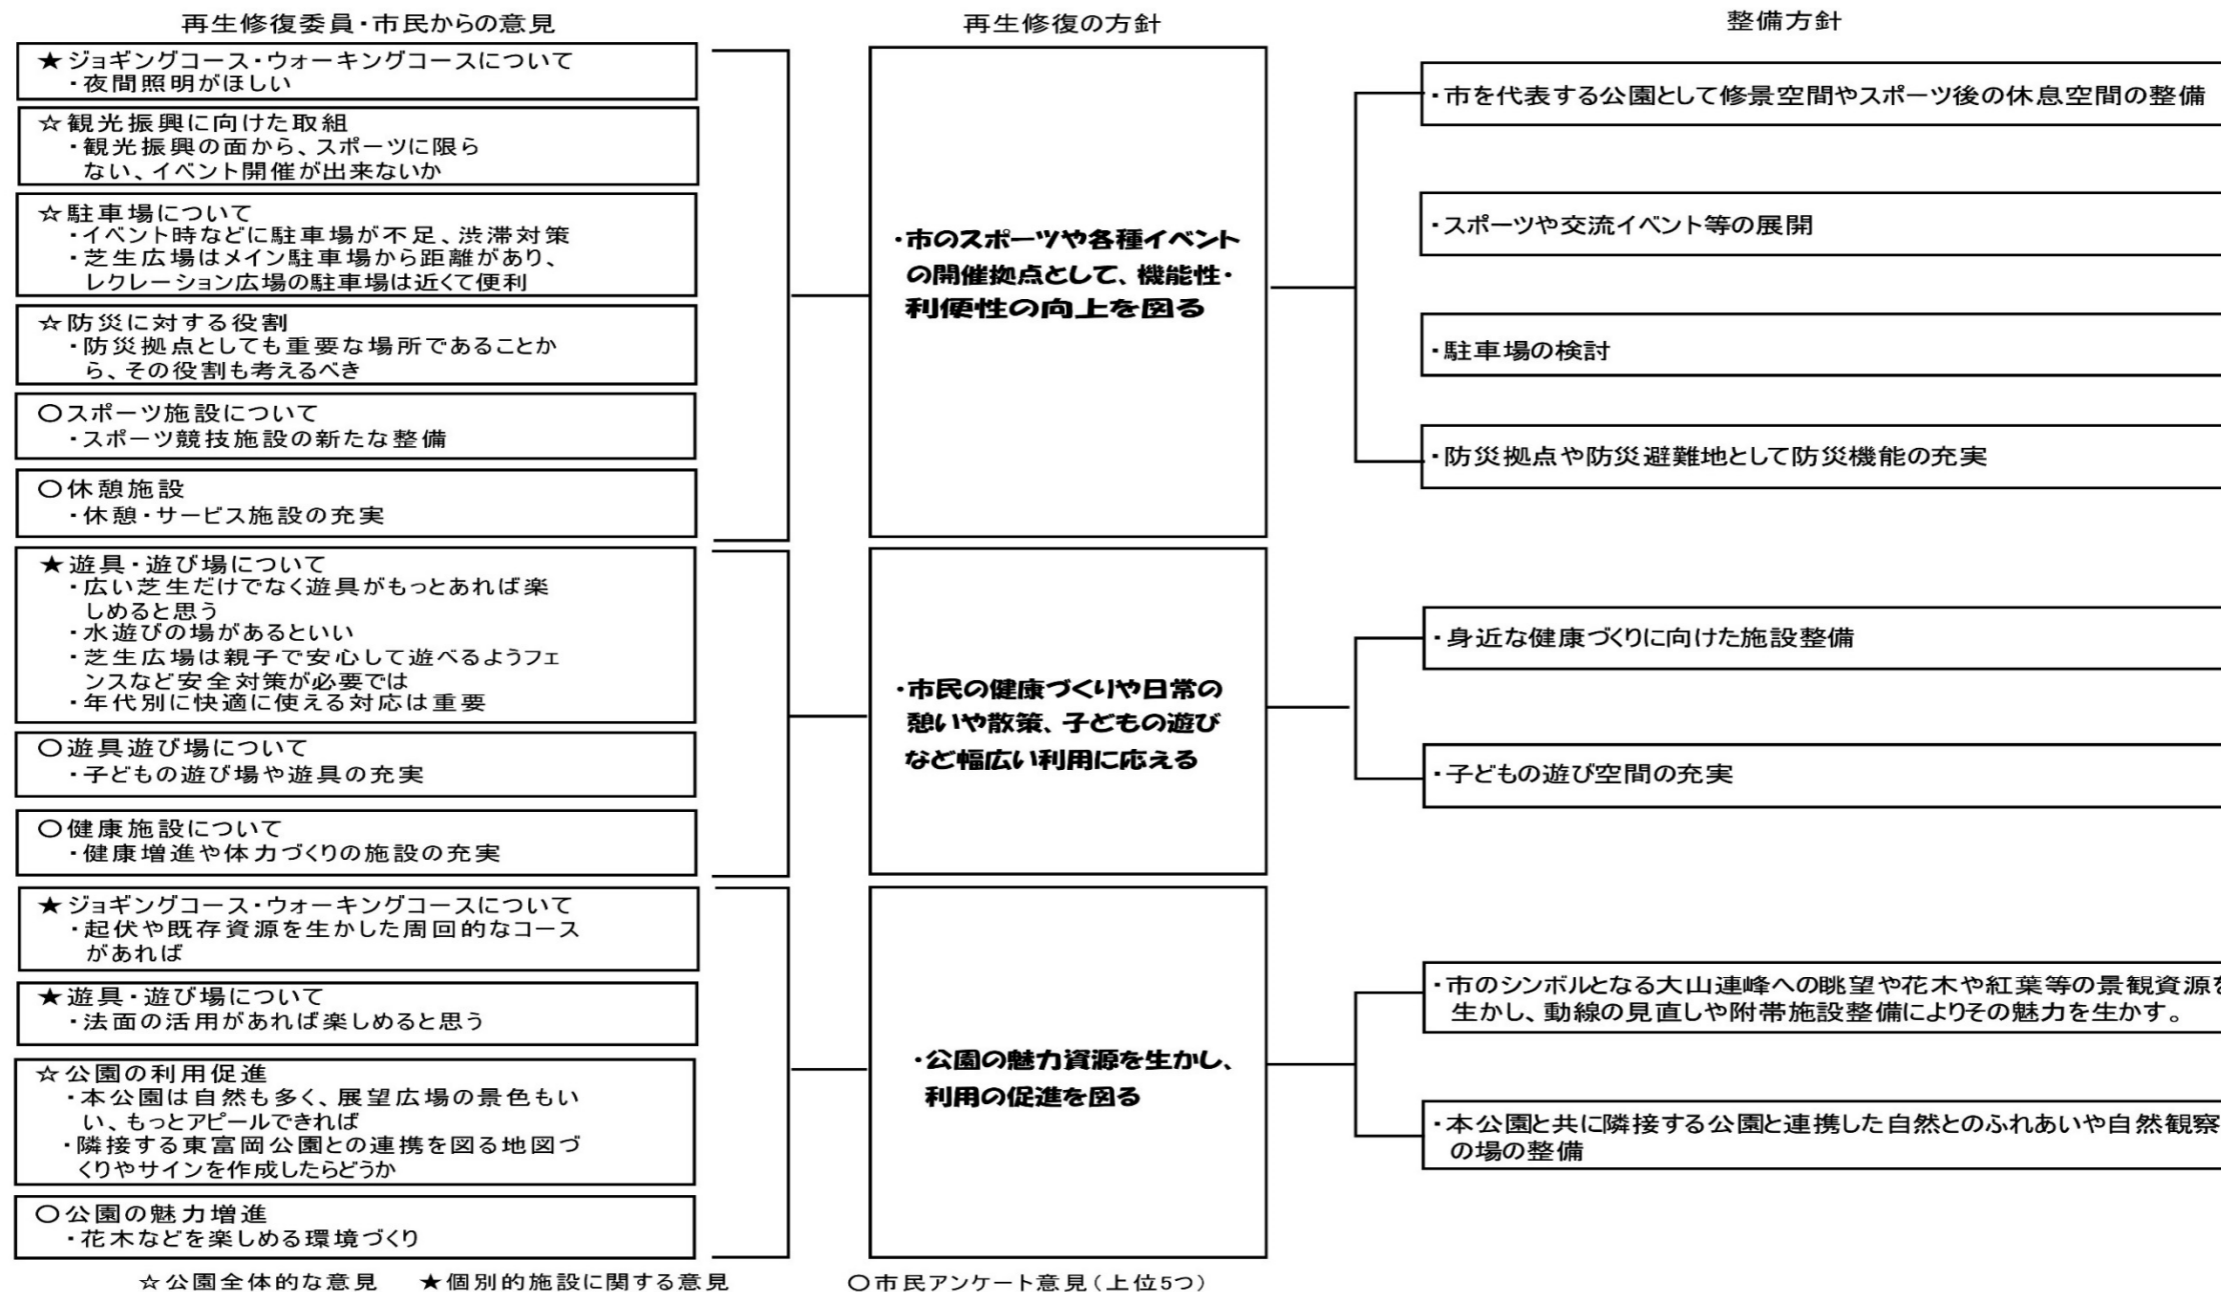 再生修復委員・市民からの意見
★ジョギングコース・ウォーキングコースについて
・夜間照明がほしい
☆観光振興に向けた取組
・観光振興の面から、スポーツに限ら
ない、イベント開催が出来ないか
☆駐車場について
・イベント時などに駐車場が不足、渋滞対策
・芝生広場はメイン駐車場から距離があり、
レクレーション広場の駐車場は近くて便利
☆防災に対する役割
・防災拠点としても重要な場所であることか
ら、その役割も考えるべき
○スポーツ施設について
・スポーツ競技施設の新たな整備
○休憩施設
・休憩・サービス施設の充実
★遊具・遊び場について
・広い芝生だけでなく遊具がもっとあれば楽
しめると思う
・水遊びの場があるといい
・芝生広場は親子で安心して遊べるようフェ
ンスなど安全対策が必要では
・年代別に快適に使える対応は重要
○遊具遊び場について
・子どもの遊び場や遊具の充実
○健康施設について
・健康増進や体力づくりの施設の充実
★ジョギングコース・ウォーキングコースについて
・起伏や既存資源を生かした周回的なコース
があれば
★遊具・遊び場について
・法面の活用があれば楽しめると思う
☆公園の利用促進
・本公園は自然も多く、展望広場の景色もい
い、もっとアピールできれば
・隣接する東富岡公園との連携を図る地図づ
くりやサインを作成したらどうか
○公園の魅力増進
・花木などを楽しめる環境づくり
再生修復の方針
・市のスポーツや各種イベント
の開催拠点として、機能性・
利便性の向上を図る
・市民の健康づくりや日常の
憩いや散策、子どもの遊び
など幅広い利用に応える
・公園の魅力資源を生かし、
利用の促進を図る
整備方針
・市を代表する公園として修景空間やスポーツ後の休息空間の整備
・スポーツや交流イベント等の展開
・駐車場の検討
・防災拠点や防災避難地として防災機能の充実
・身近な健康づくりに向けた施設整備
・子どもの遊び空間の充実
・市のシンボルとなる大山連峰への眺望や花木や紅葉等の景観資源を
生かし、動線の見直しや附帯施設整備によりその魅力を生かす。
・本公園と共に隣接する公園と連携した自然とのふれあいや自然観察
の場の整備
☆公園全体的な意見 ★個別的施設に関する意見 ○市民アンケート意見（上位5つ）